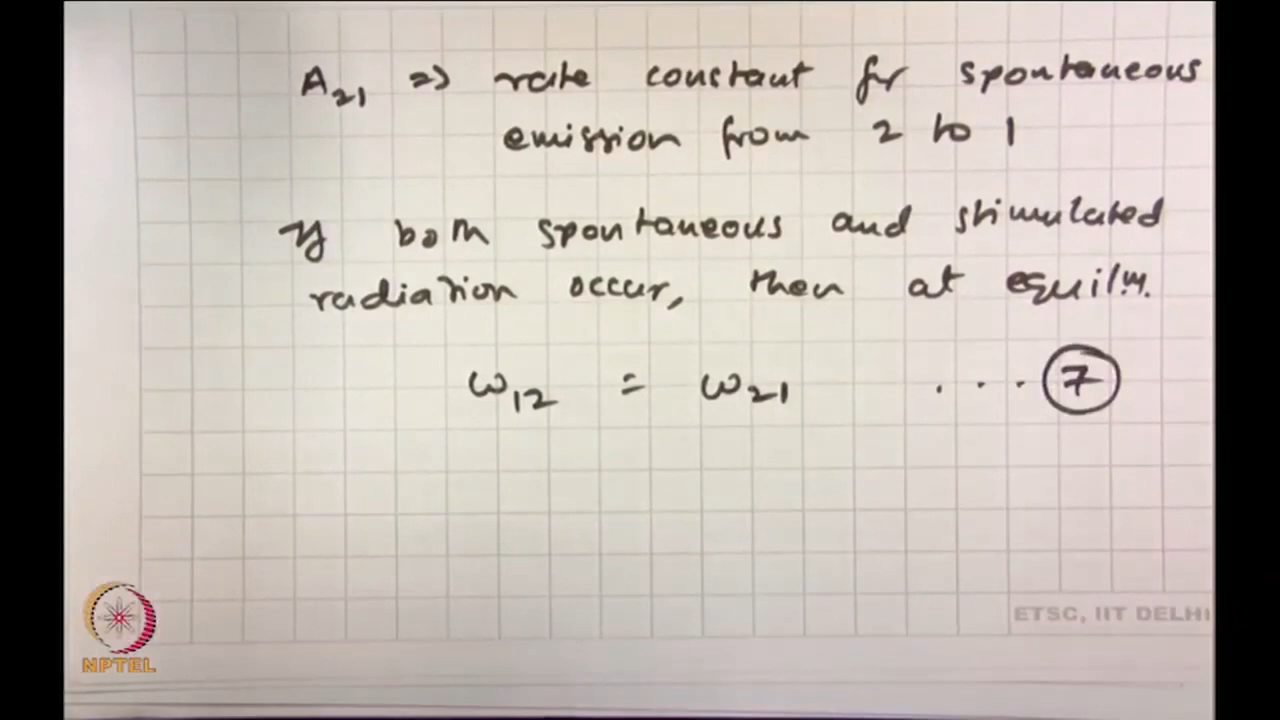 A₂₁ ⇒ rate constant for spontaneous
emission from 2 to 1
If both spontaneous and stimulated
radiation occur, then at equilm.
ω₁₂ = ω₂₁ ... ⑦
ETSC, IIT DELHI
NPTEL